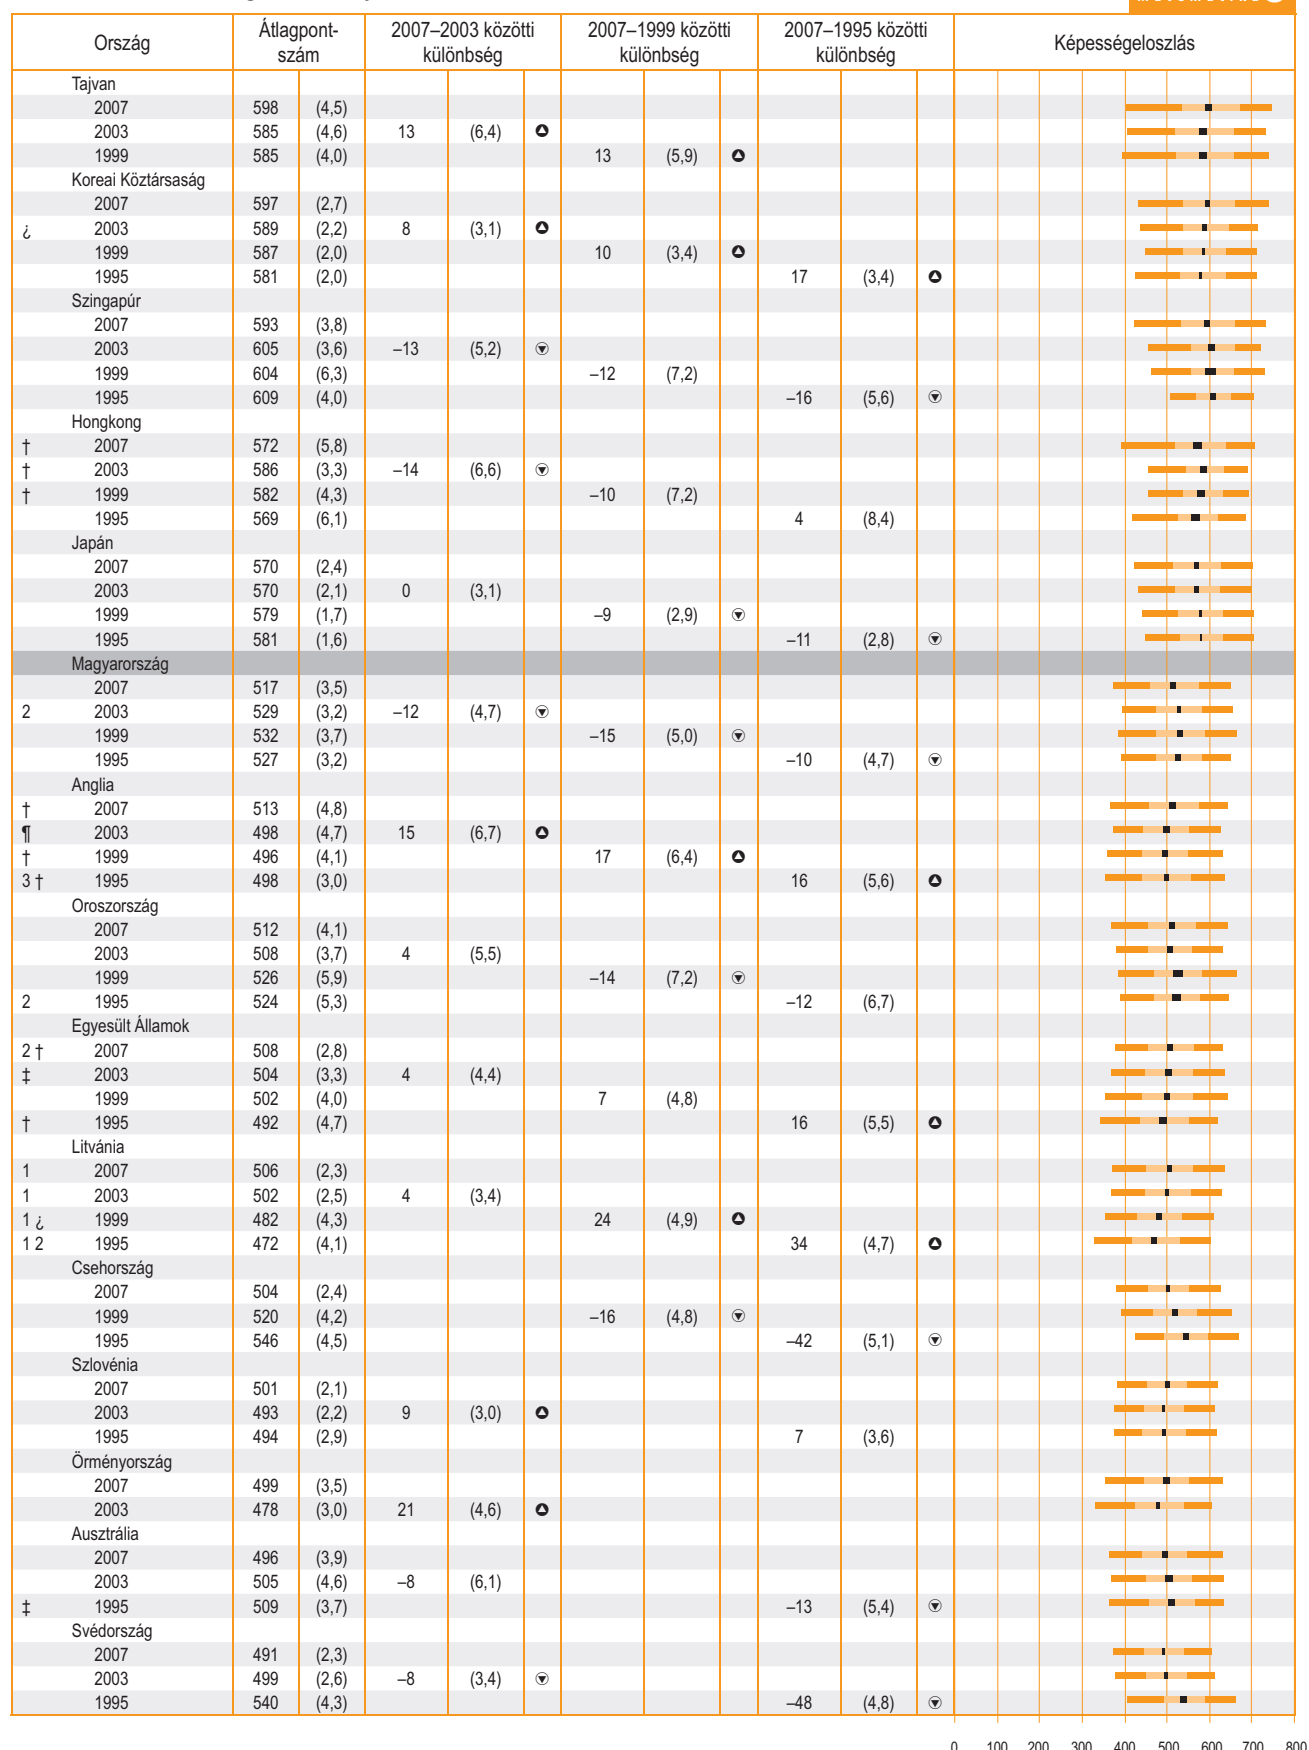 Ország Átlagpont- 2007–2003 közötti 2007–1999 közötti 2007–1995 közötti Képességeloszlás
szám különbség különbség különbség
Tajvan
2007 598 (4,5)
2003 585 (4,6) 13 (6,4)
1999 585 (4,0) 13 (5,9)
Koreai Köztársaság
2007 597 (2,7)
¿ 2003 589 (2,2) 8 (3,1)
1999 587 (2,0) 10 (3,4)
1995 581 (2,0) 17 (3,4)
Szingapúr
2007 593 (3,8)
2003 605 (3,6) –13 (5,2)
1999 604 (6,3) –12 (7,2)
1995 609 (4,0) –16 (5,6)
Hongkong
† 2007 572 (5,8)
† 2003 586 (3,3) –14 (6,6)
† 1999 582 (4,3) –10 (7,2)
1995 569 (6,1) 4 (8,4)
Japán
2007 570 (2,4)
2003 570 (2,1) 0 (3,1)
1999 579 (1,7) –9 (2,9)
1995 581 (1,6) –11 (2,8)
Magyarország
2007 517 (3,5)
2 2003 529 (3,2) –12 (4,7)
1999 532 (3,7) –15 (5,0)
1995 527 (3,2) –10 (4,7)
Anglia
† 2007 513 (4,8)
¶ 2003 498 (4,7) 15 (6,7)
† 1999 496 (4,1) 17 (6,4)
3 † 1995 498 (3,0) 16 (5,6)
Oroszország
2007 512 (4,1)
2003 508 (3,7) 4 (5,5)
1999 526 (5,9) –14 (7,2)
2 1995 524 (5,3) –12 (6,7)
Egyesült Államok
2 † 2007 508 (2,8)
‡ 2003 504 (3,3) 4 (4,4)
1999 502 (4,0) 7 (4,8)
† 1995 492 (4,7) 16 (5,5)
Litvánia
1 2007 506 (2,3)
1 2003 502 (2,5) 4 (3,4)
1 ¿ 1999 482 (4,3) 24 (4,9)
1 2 1995 472 (4,1) 34 (4,7)
Csehország
2007 504 (2,4)
1999 520 (4,2) –16 (4,8)
1995 546 (4,5) –42 (5,1)
Szlovénia
2007 501 (2,1)
2003 493 (2,2) 9 (3,0)
1995 494 (2,9) 7 (3,6)
Örményország
2007 499 (3,5)
2003 478 (3,0) 21 (4,6)
Ausztrália
2007 496 (3,9)
2003 505 (4,6) –8 (6,1)
‡ 1995 509 (3,7) –13 (5,4)
Svédország
2007 491 (2,3)
2003 499 (2,6) –8 (3,4)
1995 540 (4,3) –48 (4,8)
0 100 200 300 400 500 600 700 800